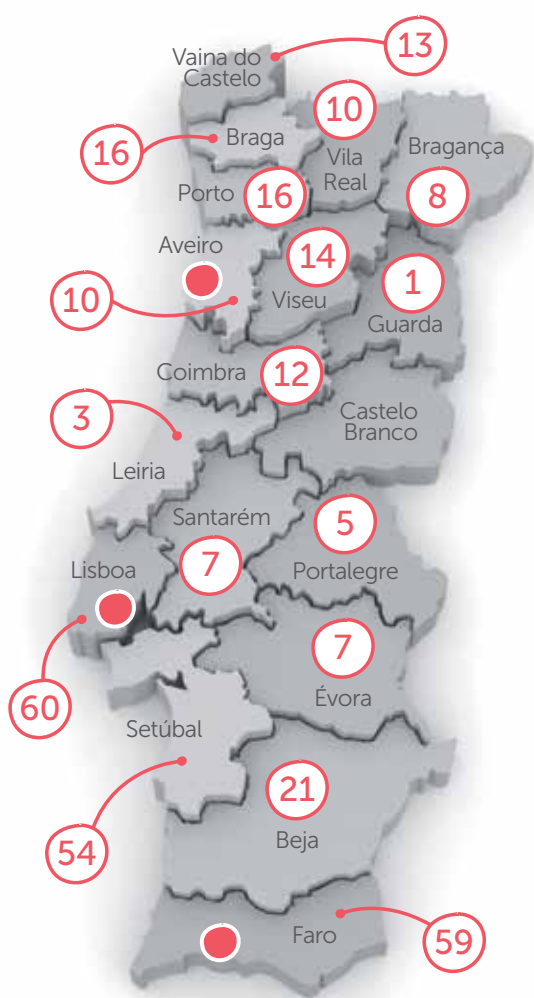 13
Vaina do
Castelo
10
16
Braga
Vila
Real
Bragança
Porto
16
8
Aveiro
14
1
10
Viseu
Guarda
Coimbra
12
3
Castelo
Branco
Leiria
Santarém
5
Lisboa
7
Portalegre
7
60
Évora
Setúbal
21
54
Beja
Faro
59